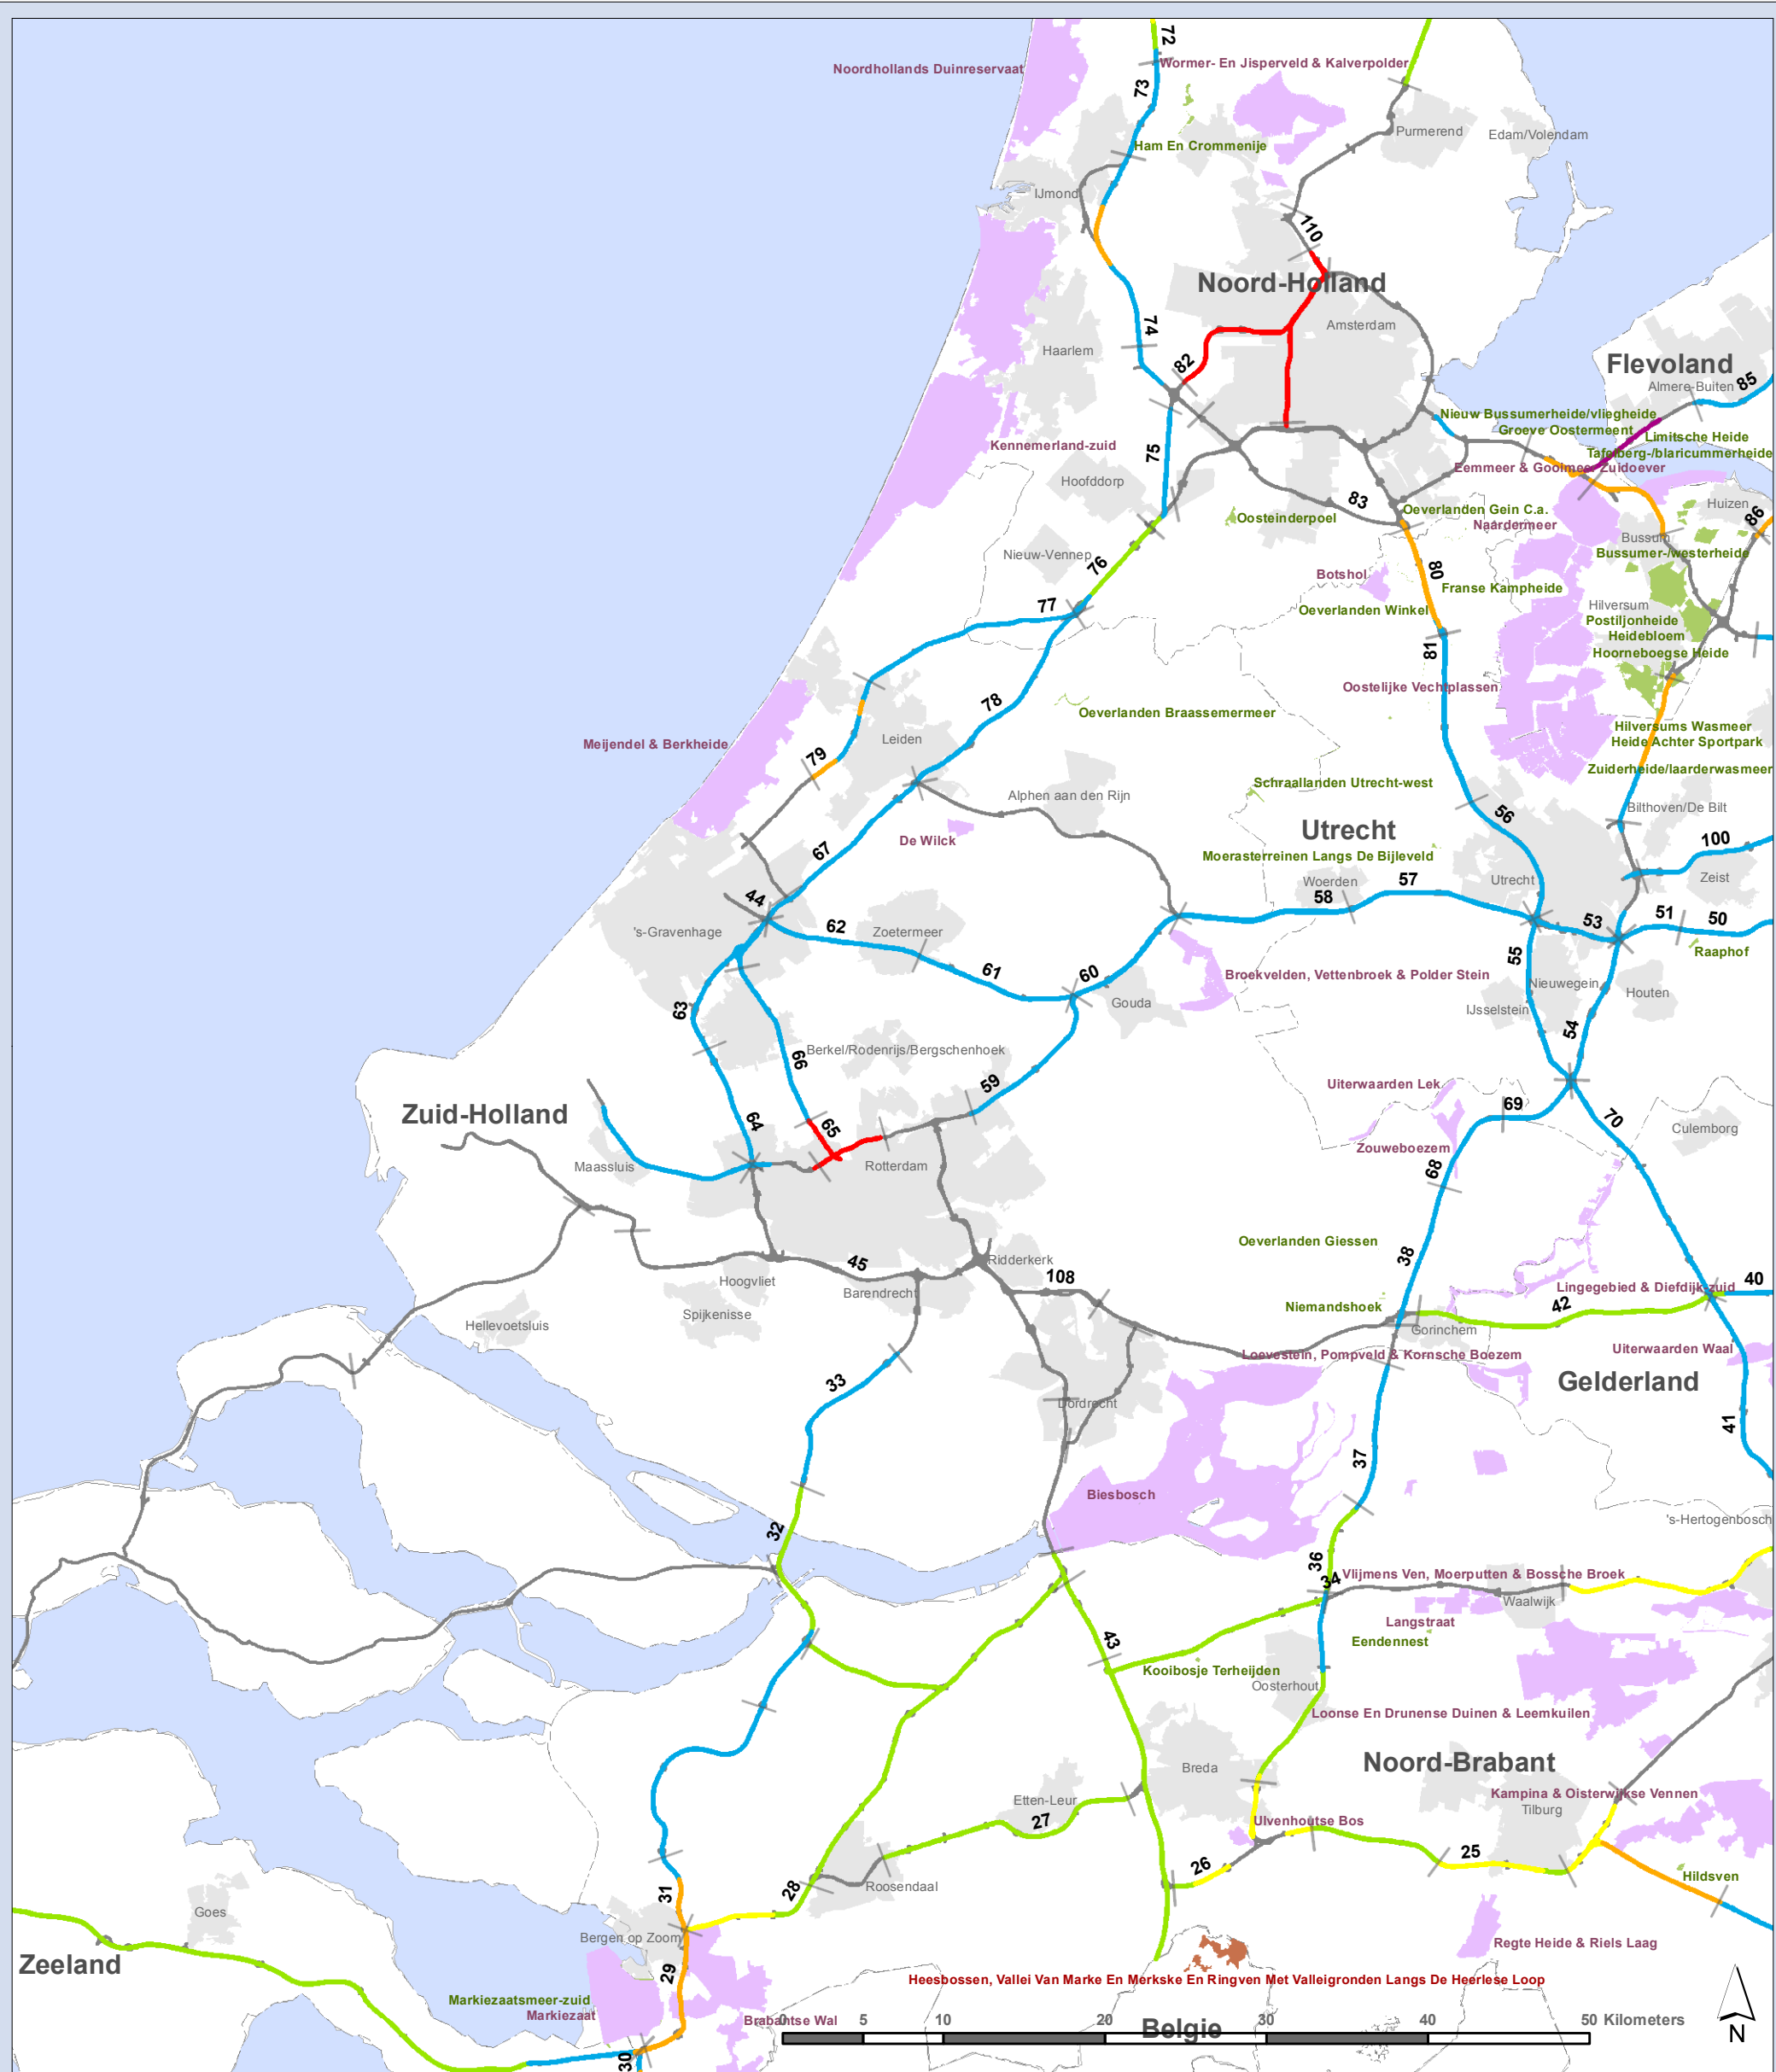 72
Noordhollands Duinreservaat
Wormer- En Jisperveld & Kalverpolder
73
Purmerend
Edam/Volendam
Ham En Crommenije
IJmond
110
Noord-Holland
74
Amsterdam
Haarlem
82
Flevoland
Almere-Buiten
85
Nieuw Bussumerheide/vliegheide
Groeve Oostermeent
Limitsche Heide
Kennemerland-zuid
75
Tafelberg-/blaricummerheide
Eemmeer & Gooimeer Zuidoever
Hoofddorp
83
Oeverlanden Gein C.a.
Huizen
Oosteinderpoel
Naardermeer
86
Bussum
Nieuw-Vennep
Bussumer-/westerheide
76
80
Botshol
Franse Kampheide
77
Oeverlanden Winkel
Hilversum
Postiljonheide
Heidebloem
81
Hoorneboegse Heide
Oostelijke Vechtplassen
78
Oeverlanden Braassemermeer
Hilversums Wasmeer
Leiden
Meijendel & Berkheide
Heide Achter Sportpark
79
Zuiderheide/laarderwasmeer
Schraallanden Utrecht-west
Alphen aan den Rijn
Bilthoven/De Bilt
56
Utrecht
De Wilck
67
100
Moerasterreinen Langs De Bijleveld
Woerden
57
Utrecht
Zeist
44
58
62
53
51
50
's-Gravenhage
Zoetermeer
Raaphof
55
61
60
Broekvelden, Vettenbroek & Polder Stein
Nieuwegein
Houten
Gouda
63
IJsselstein
54
Berkel/Rodenrijs/Bergschenhoek
66
59
Uiterwaarden Lek
69
Zuid-Holland
64
65
70
Culemborg
Zouweboezem
Maassluis
Rotterdam
68
Oeverlanden Giessen
38
45
Ridderkerk
108
Hoogvliet
Barendrecht
40
Lingegebied & Diefdijk-zuid
Spijkenisse
Niemandshoek
42
Hellevoetsluis
Gorinchem
Loevestein, Pompveld & Kornsche Boezem
Uiterwaarden Waal
33
Gelderland
Dordrecht
41
37
Biesbosch
's-Hertogenbosch
32
36
34
Vlijmens Ven, Moerputten & Bossche Broek
Waalwijk
Langstraat
43
Eendennest
Kooibosje Terheijden
Oosterhout
Loonse En Drunense Duinen & Leemkuilen
Noord-Brabant
Breda
Kampina & Oisterwijkse Vennen
Etten-Leur
Tilburg
27
Ulvenhoutse Bos
25
26
Hildsven
28
Roosendaal
31
Goes
Bergen op Zoom
Regte Heide & Riels Laag
Zeeland
29
Heesbossen, Vallei Van Marke En Merkske En Ringven Met Valleigronden Langs De Heerlese Loop
Markiezaatsmeer-zuid
Markiezaat
Brabantse Wal
0 5 10 20 30 40 50 Kilometers
Belgie
N
30